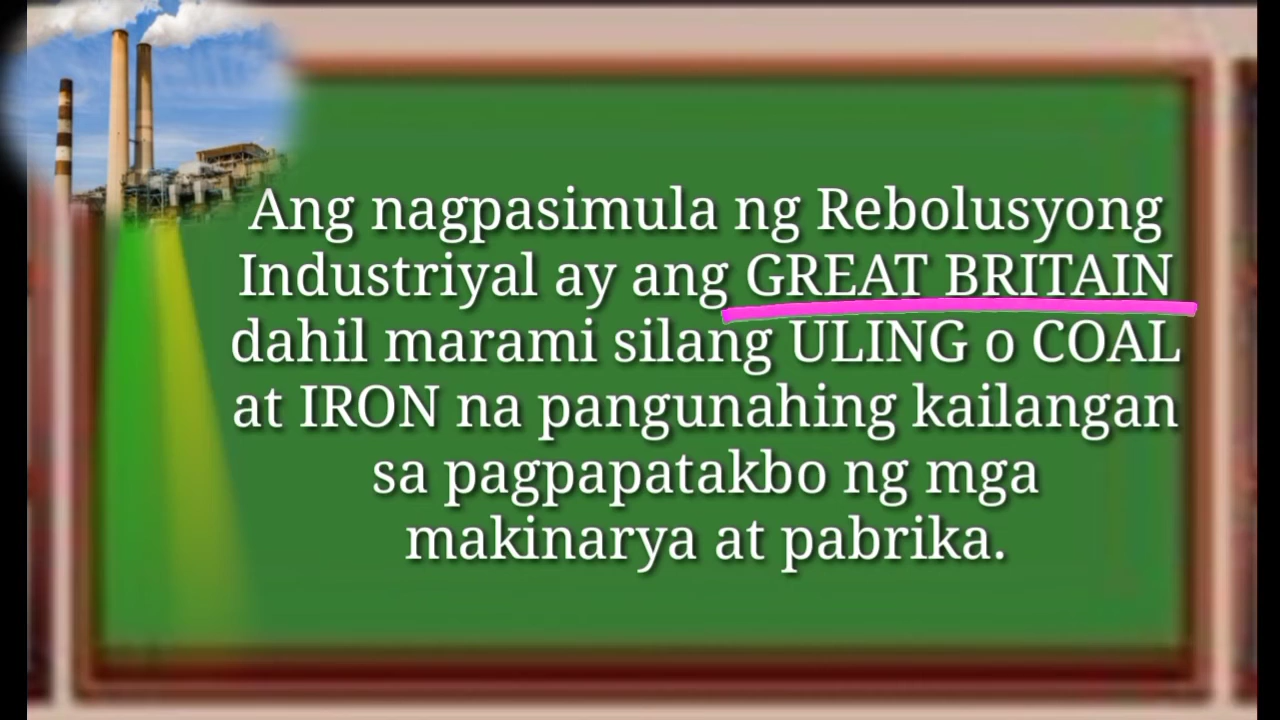 Ang nagpasimula ng Rebolusyong
Industriyal ay ang GREAT BRITAIN
dahil marami silang ULING o COAL
at IRON na pangunahing kailangan
sa pagpapatakbo ng mga
makinarya at pabrika.